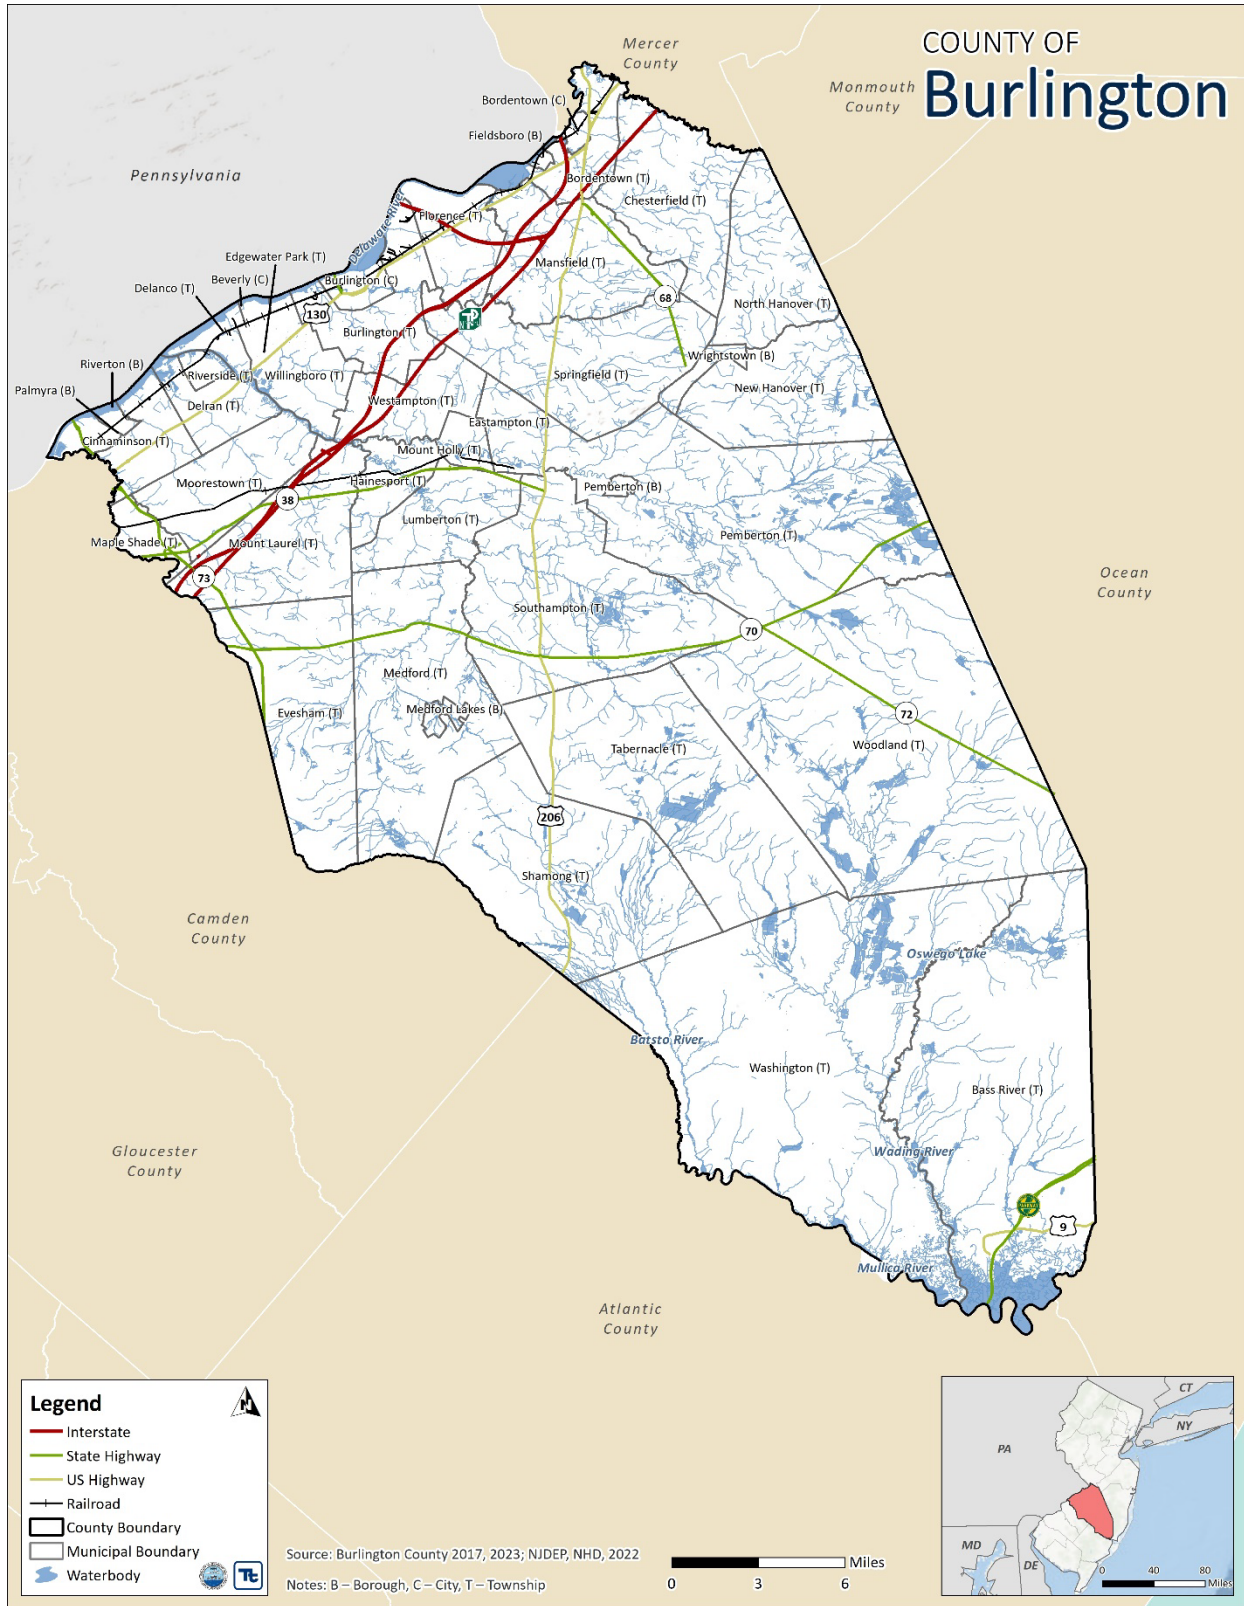 COUNTY OF
Burlington
Mercer
County
Monmouth
County
Bordentown (C)
Fieldsboro (B)
Pennsylvania
Bordentown (T)
Chesterfield (T)
Delaware River
Florence (T)
Edgewater Park (T)
Mansfield (T)
Beverly (C)
Burlington (C)
Delanco (T)
68
North Hanover (T)
130
Burlington (T)
Wrightstown (B)
Riverton (B)
Riverside (T)
Willingboro (T)
Springfield (T)
New Hanover (T)
Palmyra (B)
Delran (T)
Westampton (T)
Eastampton (T)
Cinnaminson (T)
Mount Holly (T)
Moorestown (T)
Hainesport (T)
Pemberton (B)
38
Lumberton (T)
Maple Shade (T)
Mount Laurel (T)
Pemberton (T)
73
Ocean
County
Southampton (T)
70
Medford (T)
Evesham (T)
Medford Lakes (B)
72
Tabernacle (T)
Woodland (T)
206
Shamong (T)
Camden
County
Oswego Lake
Batsto River
Washington (T)
Bass River (T)
Gloucester
County
Wading River
9
Mullica River
Atlantic
County
Legend
N
Interstate
State Highway
US Highway
Railroad
County Boundary
Municipal Boundary
Waterbody
Source: Burlington County 2017, 2023; NJDEP, NHD, 2022
Notes: B – Borough, C – City, T – Township
Miles
0 3 6
CT
NY
PA
MD
DE
0 40 80
Miles